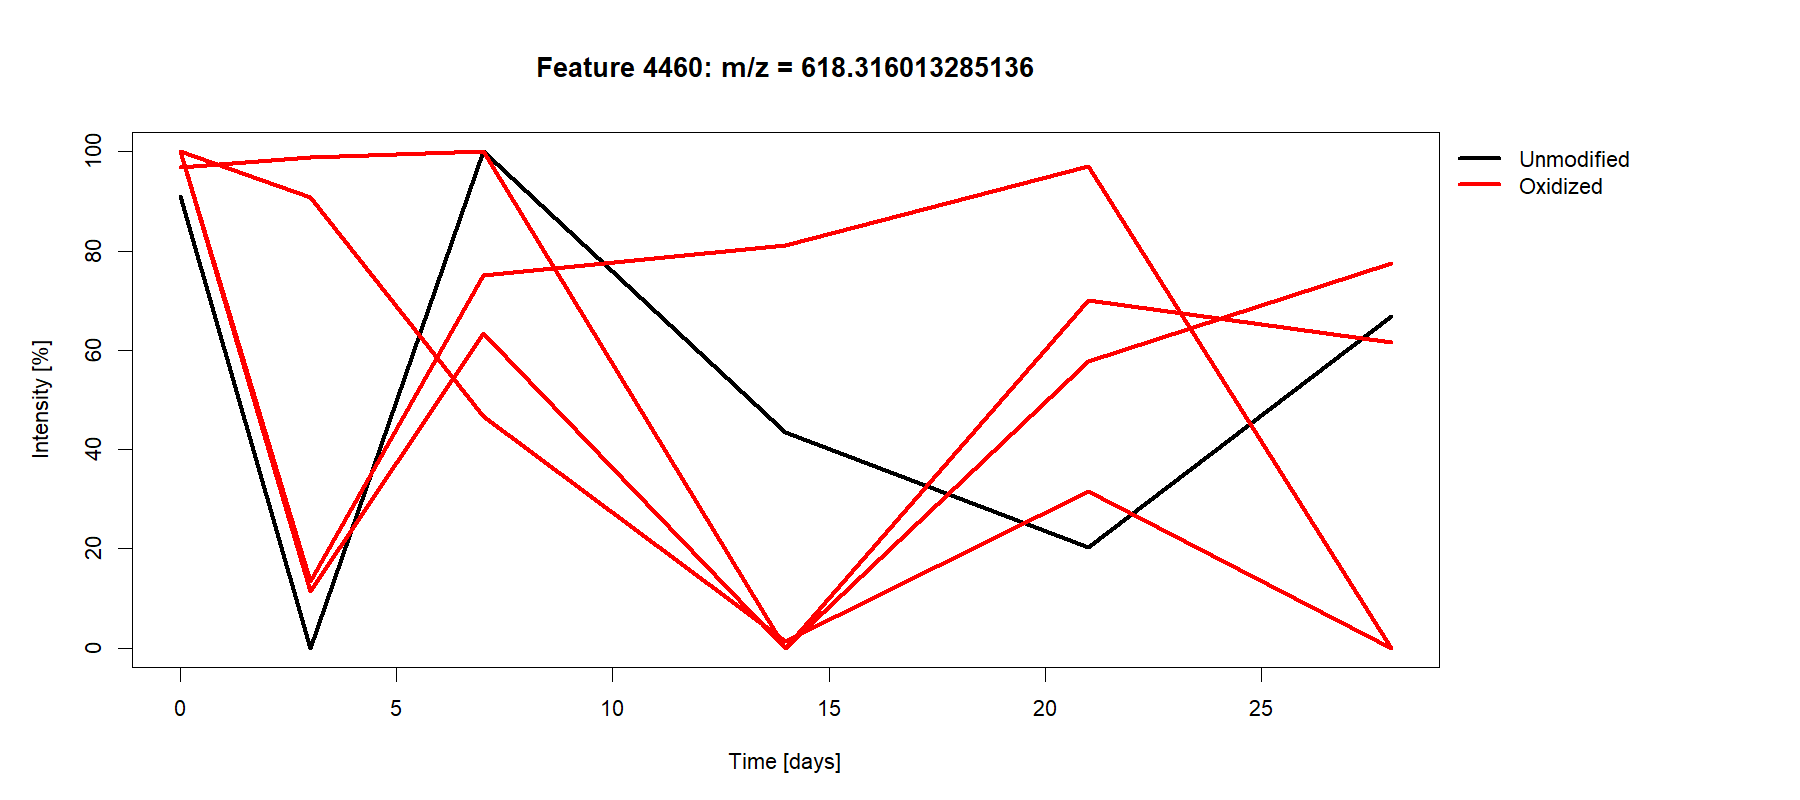 Feature 4460: m/z = 618.316013285136
Unmodified
Oxidized
Intensity [%]
100
80
60
40
20
0
0 5 10 15 20 25
Time [days]